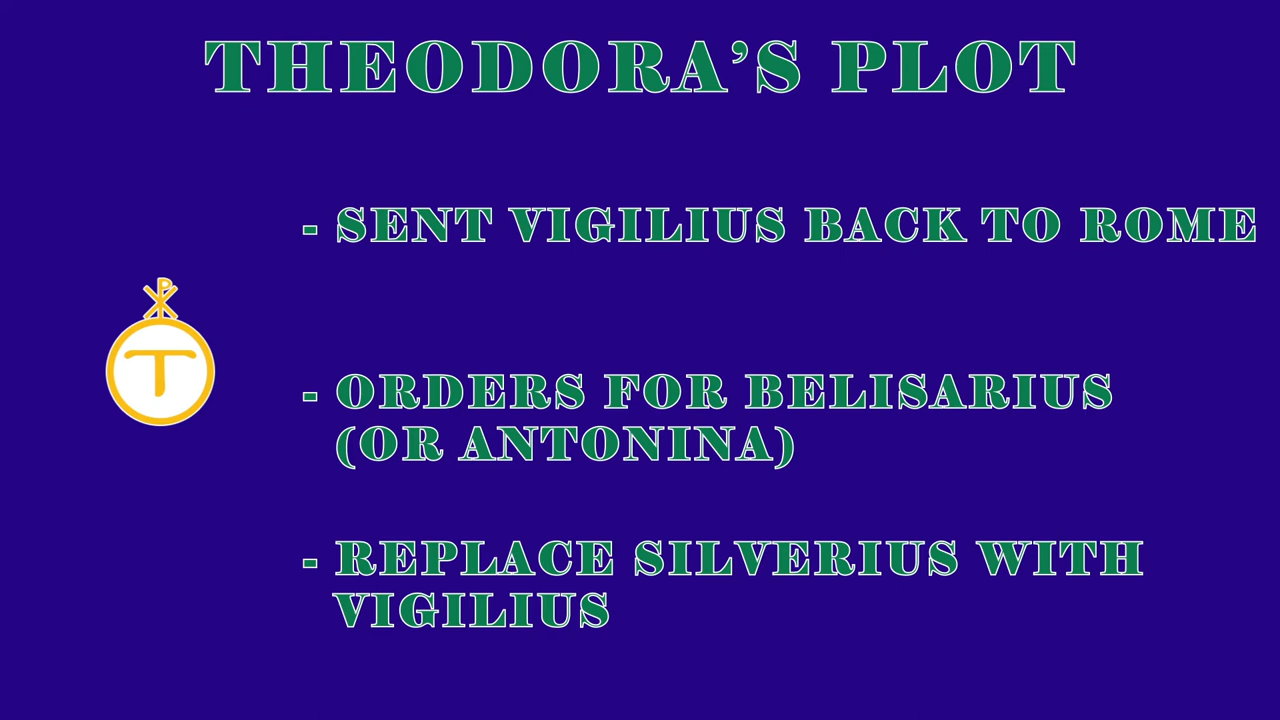 THEODORA’S PLOT
- SENT VIGILIUS BACK TO ROME
T
- ORDERS FOR BELISARIUS
(OR ANTONINA)
- REPLACE SILVERIUS WITH
VIGILIUS